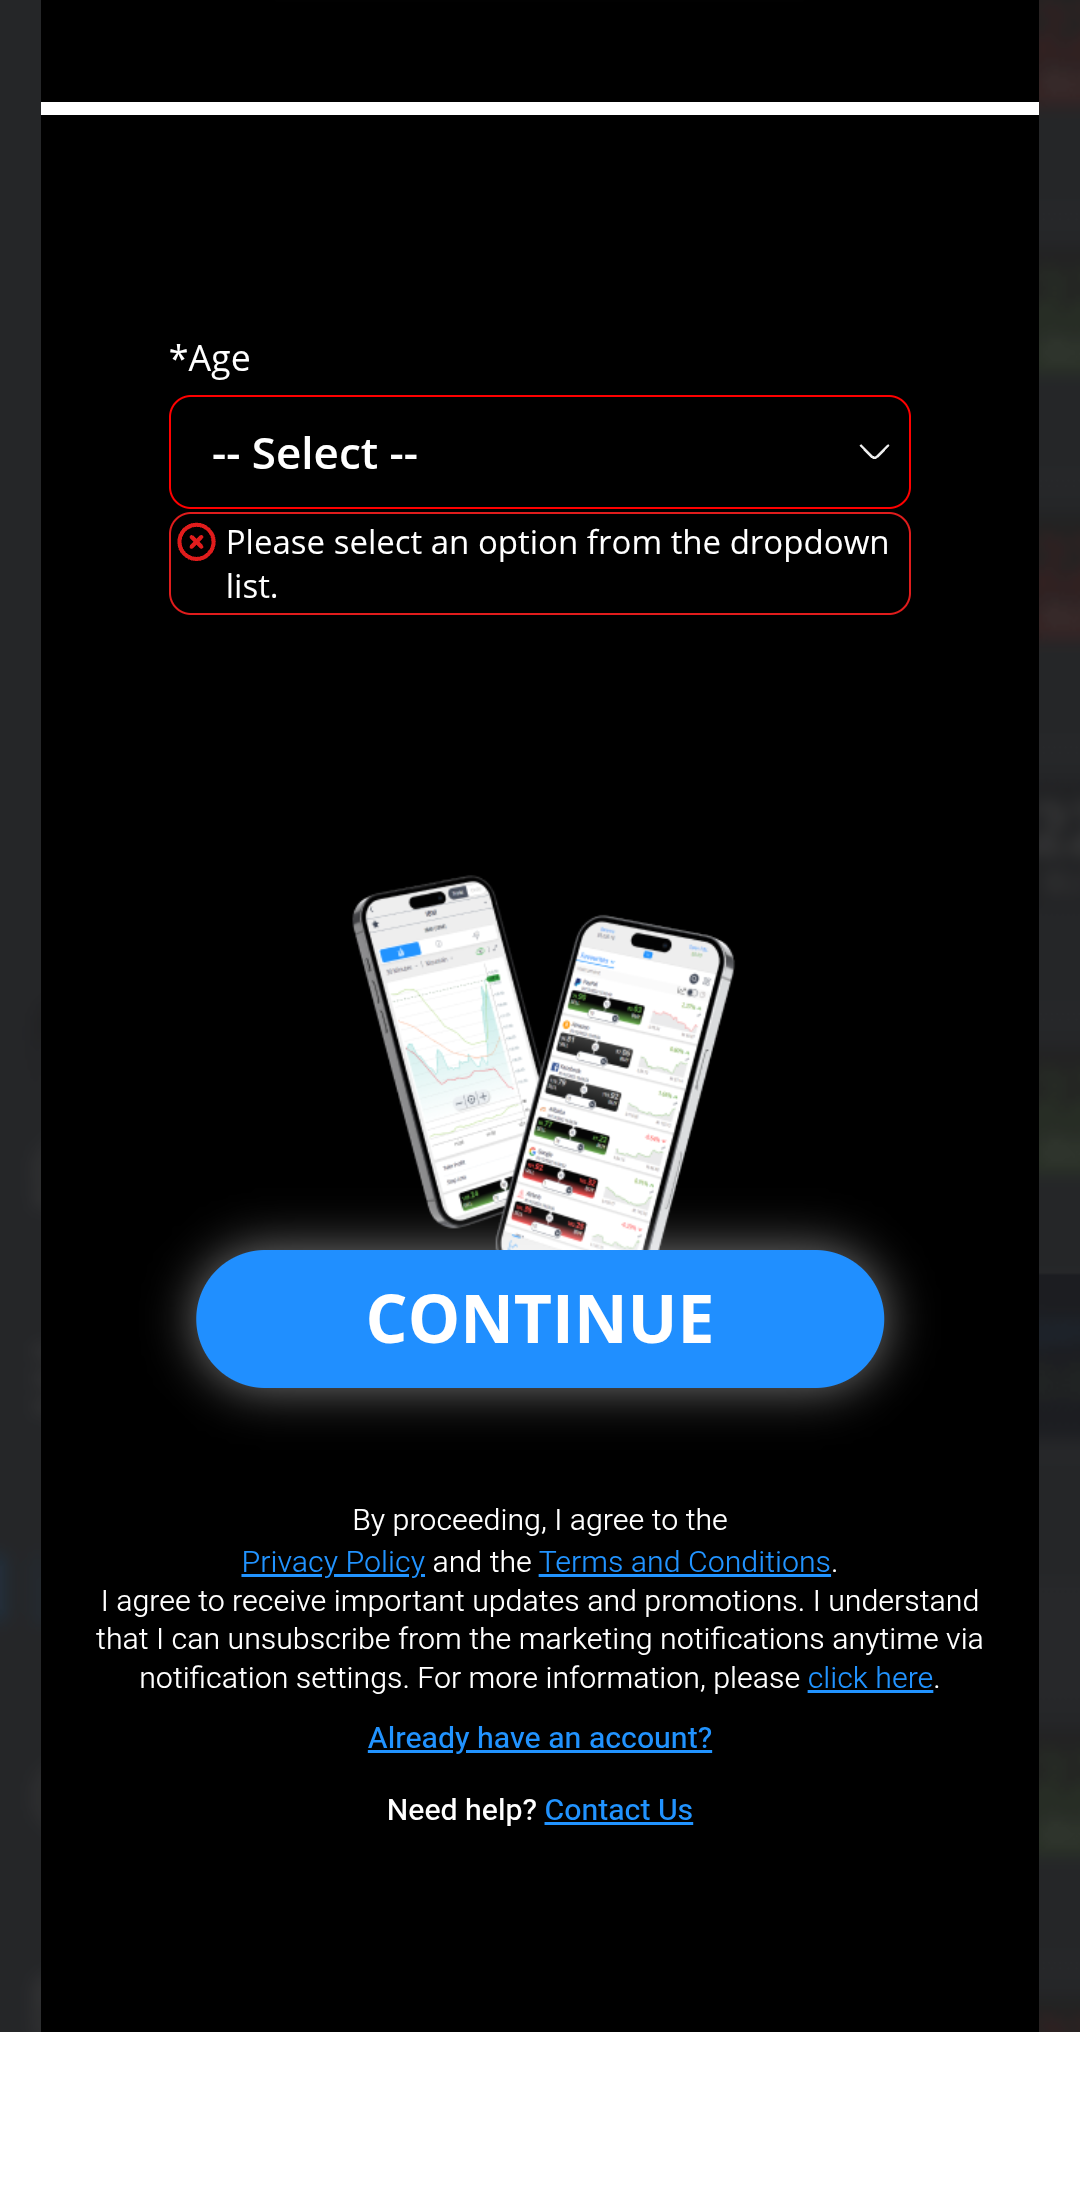 *Age
-- Select --
Please select an option from the dropdown
list.
CONTINUE
By proceeding, I agree to the
Privacy Policy and the Terms and Conditions.
I agree to receive important updates and promotions. I understand
that I can unsubscribe from the marketing notifications anytime via
notification settings. For more information, please click here.
Already have an account?
Need help? Contact Us